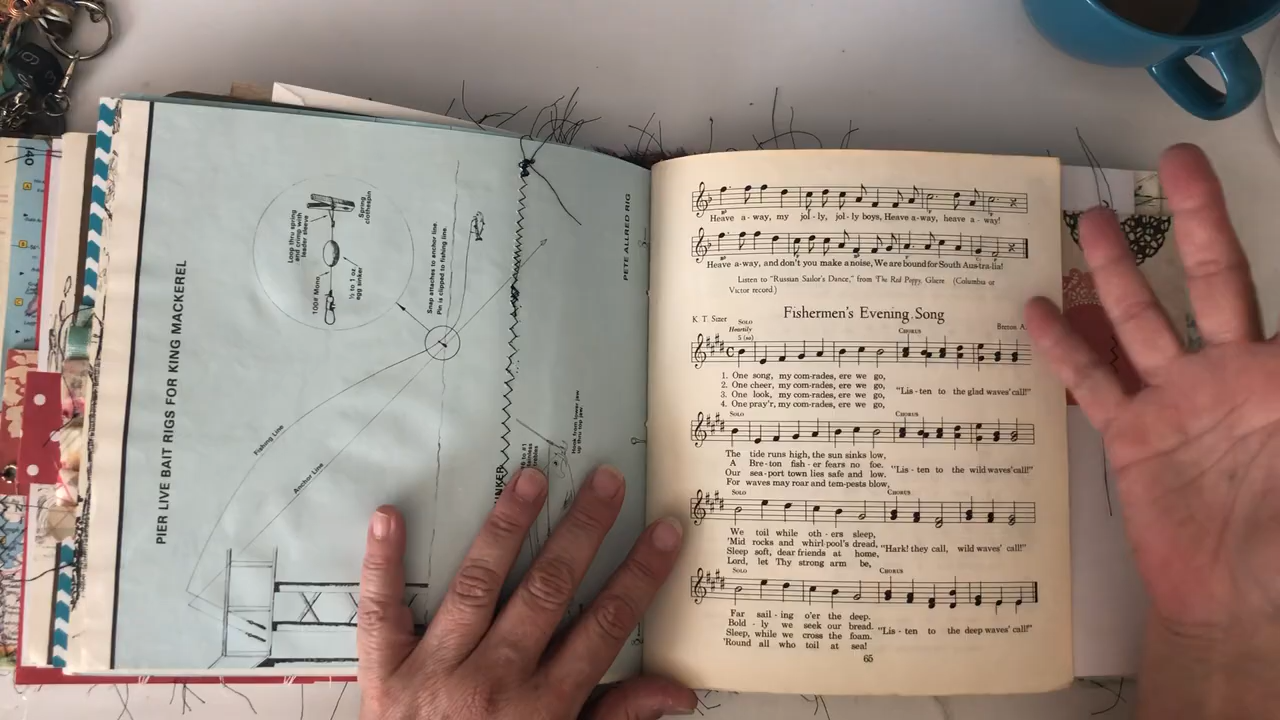 PIER LIVE BAIT RIGS FOR KING MACKEREL
Loop thru spring
and crimp with
leader sleeve
Spring
clothespin
100# Mono
½ to 1 oz.
egg sinker
Snap attaches to anchor line.
Pin is clipped to fishing line.
Fishing Line
Anchor Line
Hook from lower jaw
up thru top jaw
PETE ALLRED RIG
140
Heave a-way, my jol-ly, jol-ly boys, Heave a-way, heave a-way!
Heave a-way, and don't you make a noise, We are bound for South Aus-tra-lia!
Listen to "Russian Sailor's Dance," from The Red Poppy, Gliere (Columbia or
Victor record.)
Fishermen's Evening Song
K. T. Sizer
Breton A.
SOLO
Heartily
CHORUS
1. One song, my com-rades, ere we go,
2. One cheer, my com-rades, ere we go,
3. One look, my com-rades, ere we go,
4. One pray'r, my com-rades, ere we go,
"Lis-ten to the glad waves' call!"
SOLO
CHORUS
The tide runs high, the sun sinks low,
A Bre-ton fish-er fears no foe.
Our sea-port town lies safe and low.
For waves may roar and tem-pests blow,
"Lis-ten to the wild waves' call!"
SOLO
CHORUS
We toil while oth-ers sleep,
'Mid rocks and whirl-pool's dread,
Sleep soft, dear friends at home,
Lord, let Thy strong arm be,
"Hark! they call, wild waves' call!"
SOLO
CHORUS
Far sail-ing o'er the deep.
Bold-ly we seek our bread.
Sleep, while we cross the foam.
'Round all who toil at sea!
"Lis-ten to the deep waves' call!"
65